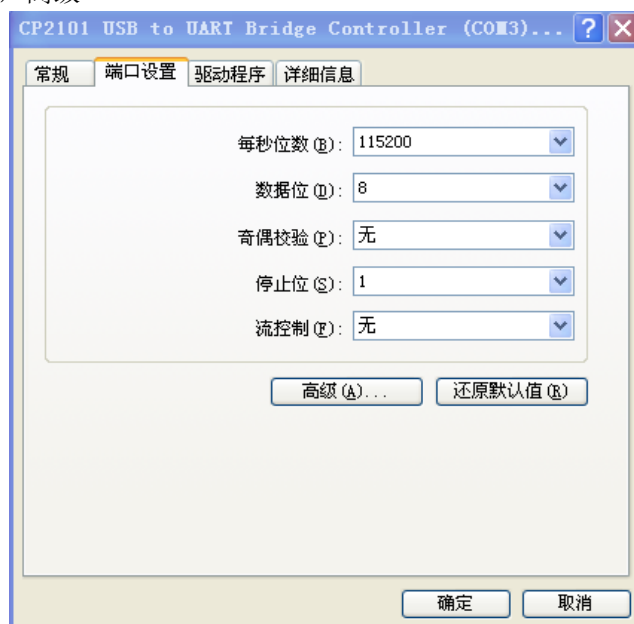 CP2101 USB to UART Bridge Controller (COM3)...
常规 端口设置 驱动程序 详细信息
每秒位数(B): 115200
数据位(D): 8
奇偶校验(P): 无
停止位(S): 1
流控制(F): 无
高级(A)... 还原默认值(R)
确定 取消